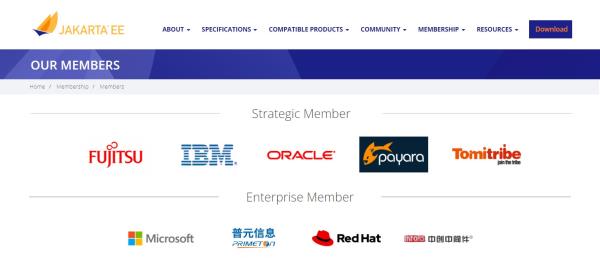 JAKARTA EE
ABOUT SPECIFICATIONS COMPATIBLE PRODUCTS COMMUNITY MEMBERSHIP RESOURCES Download
OUR MEMBERS
Home / Membership / Members
Strategic Member
FUJITSU IBM ORACLE payara Tomitribe
join the tribe
Enterprise Member
Microsoft 普元信息 Red Hat 中创中间件
PRIMETON